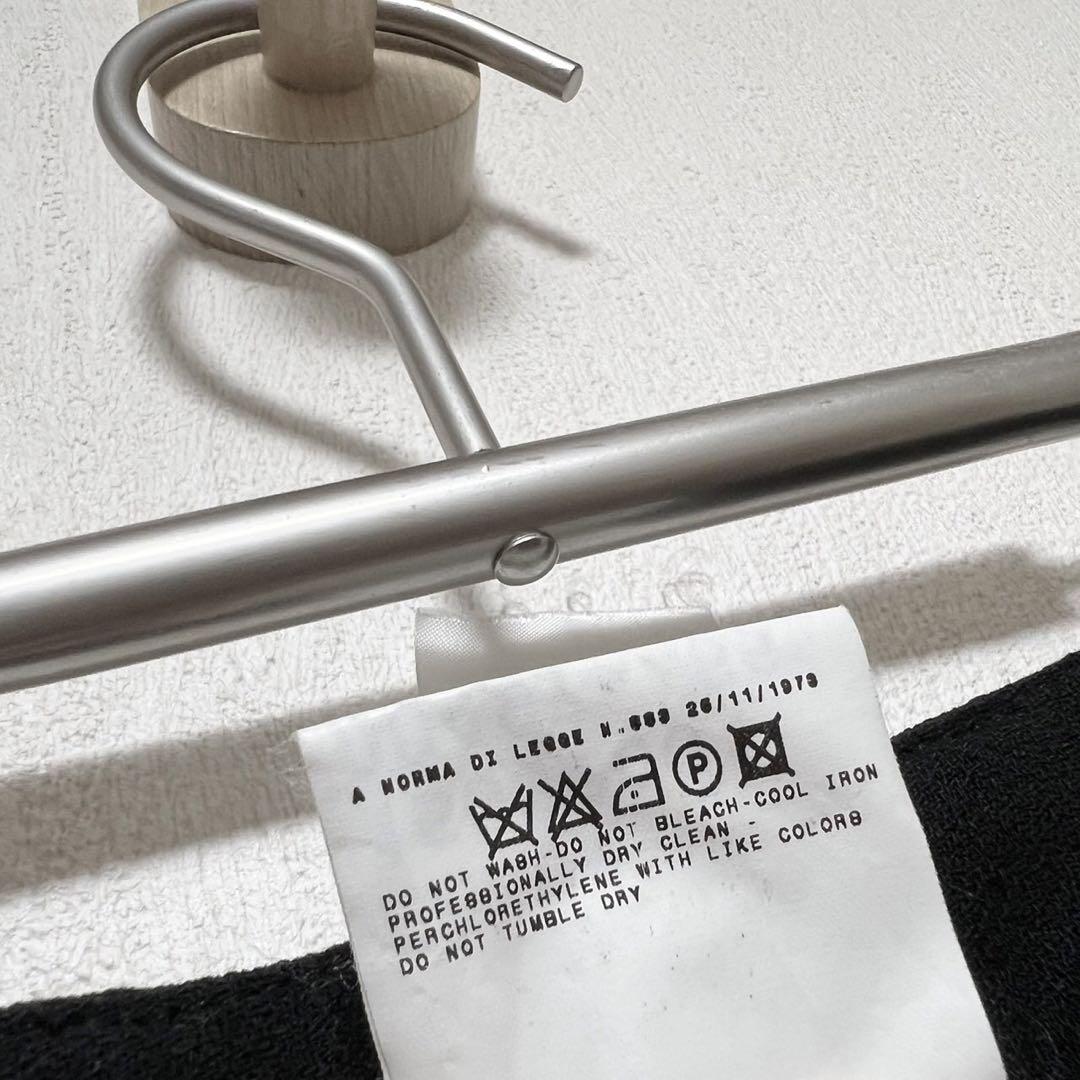 A NORMA DI LEGGE N.883 26/11/1973
P
DO NOT WASH-DO NOT BLEACH-COOL IRON
PROFESSIONALLY DRY CLEAN -
PERCHLORETHYLENE WITH LIKE COLORS
DO NOT TUMBLE DRY